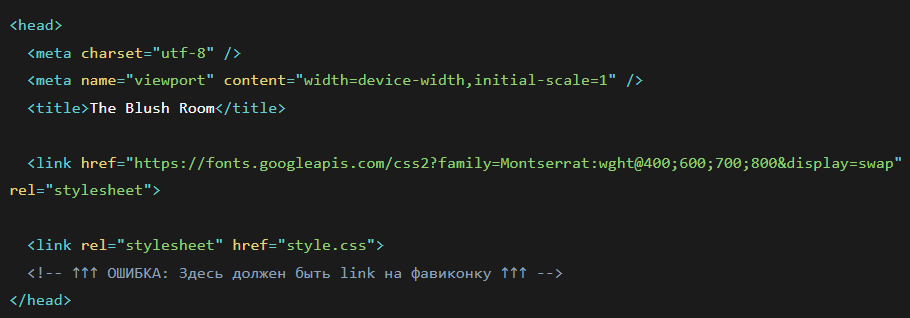 <head>
<meta charset="utf-8" />
<meta name="viewport" content="width=device-width,initial-scale=1" />
<title>The Blush Room</title>
<link href="https://fonts.googleapis.com/css2?family=Montserrat:wght@400;600;700;800&display=swap"
rel="stylesheet">
<link rel="stylesheet" href="style.css">
<!-- ↑↑↑ ОШИБКА: Здесь должен быть link на фавиконку ↑↑↑ -->
</head>